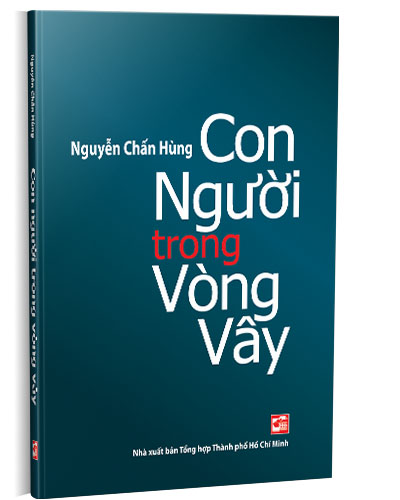 Nguyễn Chấn Hùng
Con
Người
trong
Vòng
Vây
Nhà xuất bản Tổng hợp Thành phố Hồ Chí Minh
Nguyễn Chấn Hùng
Con người trong vòng vây